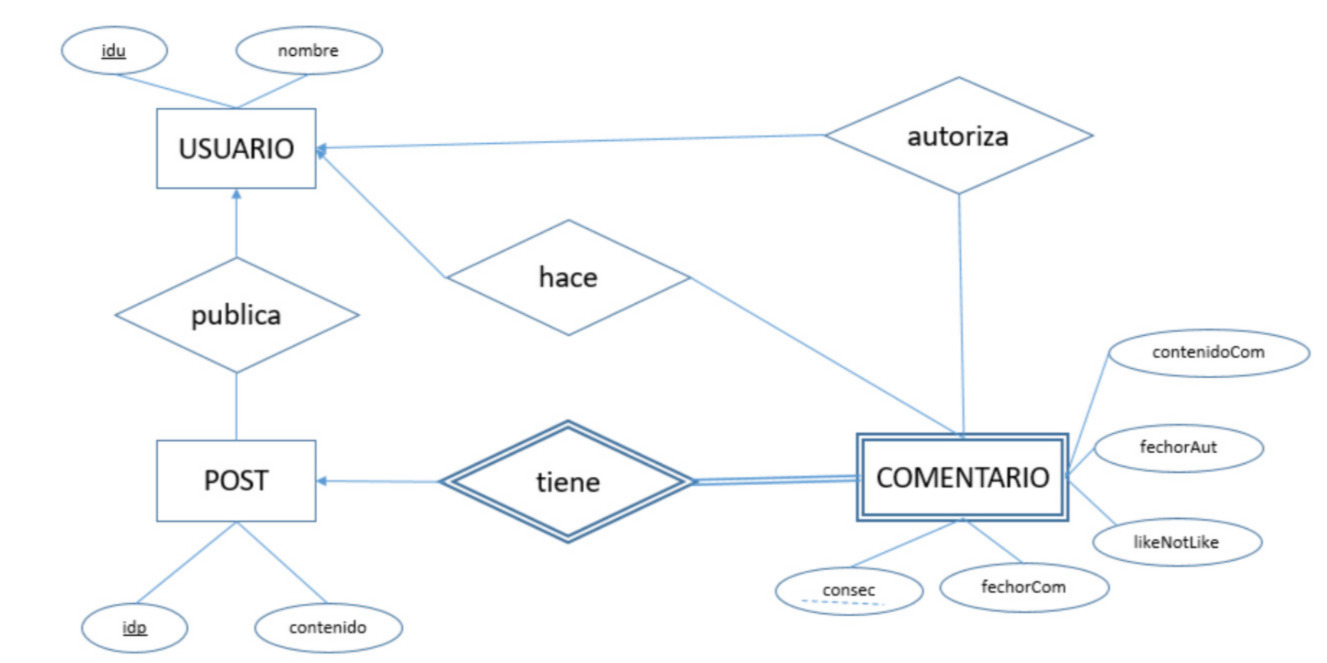 idu
nombre
USUARIO
autoriza
hace
publica
contenidoCom
fechorAut
POST
tiene
COMENTARIO
likeNotLike
consec
fechorCom
idp
contenido